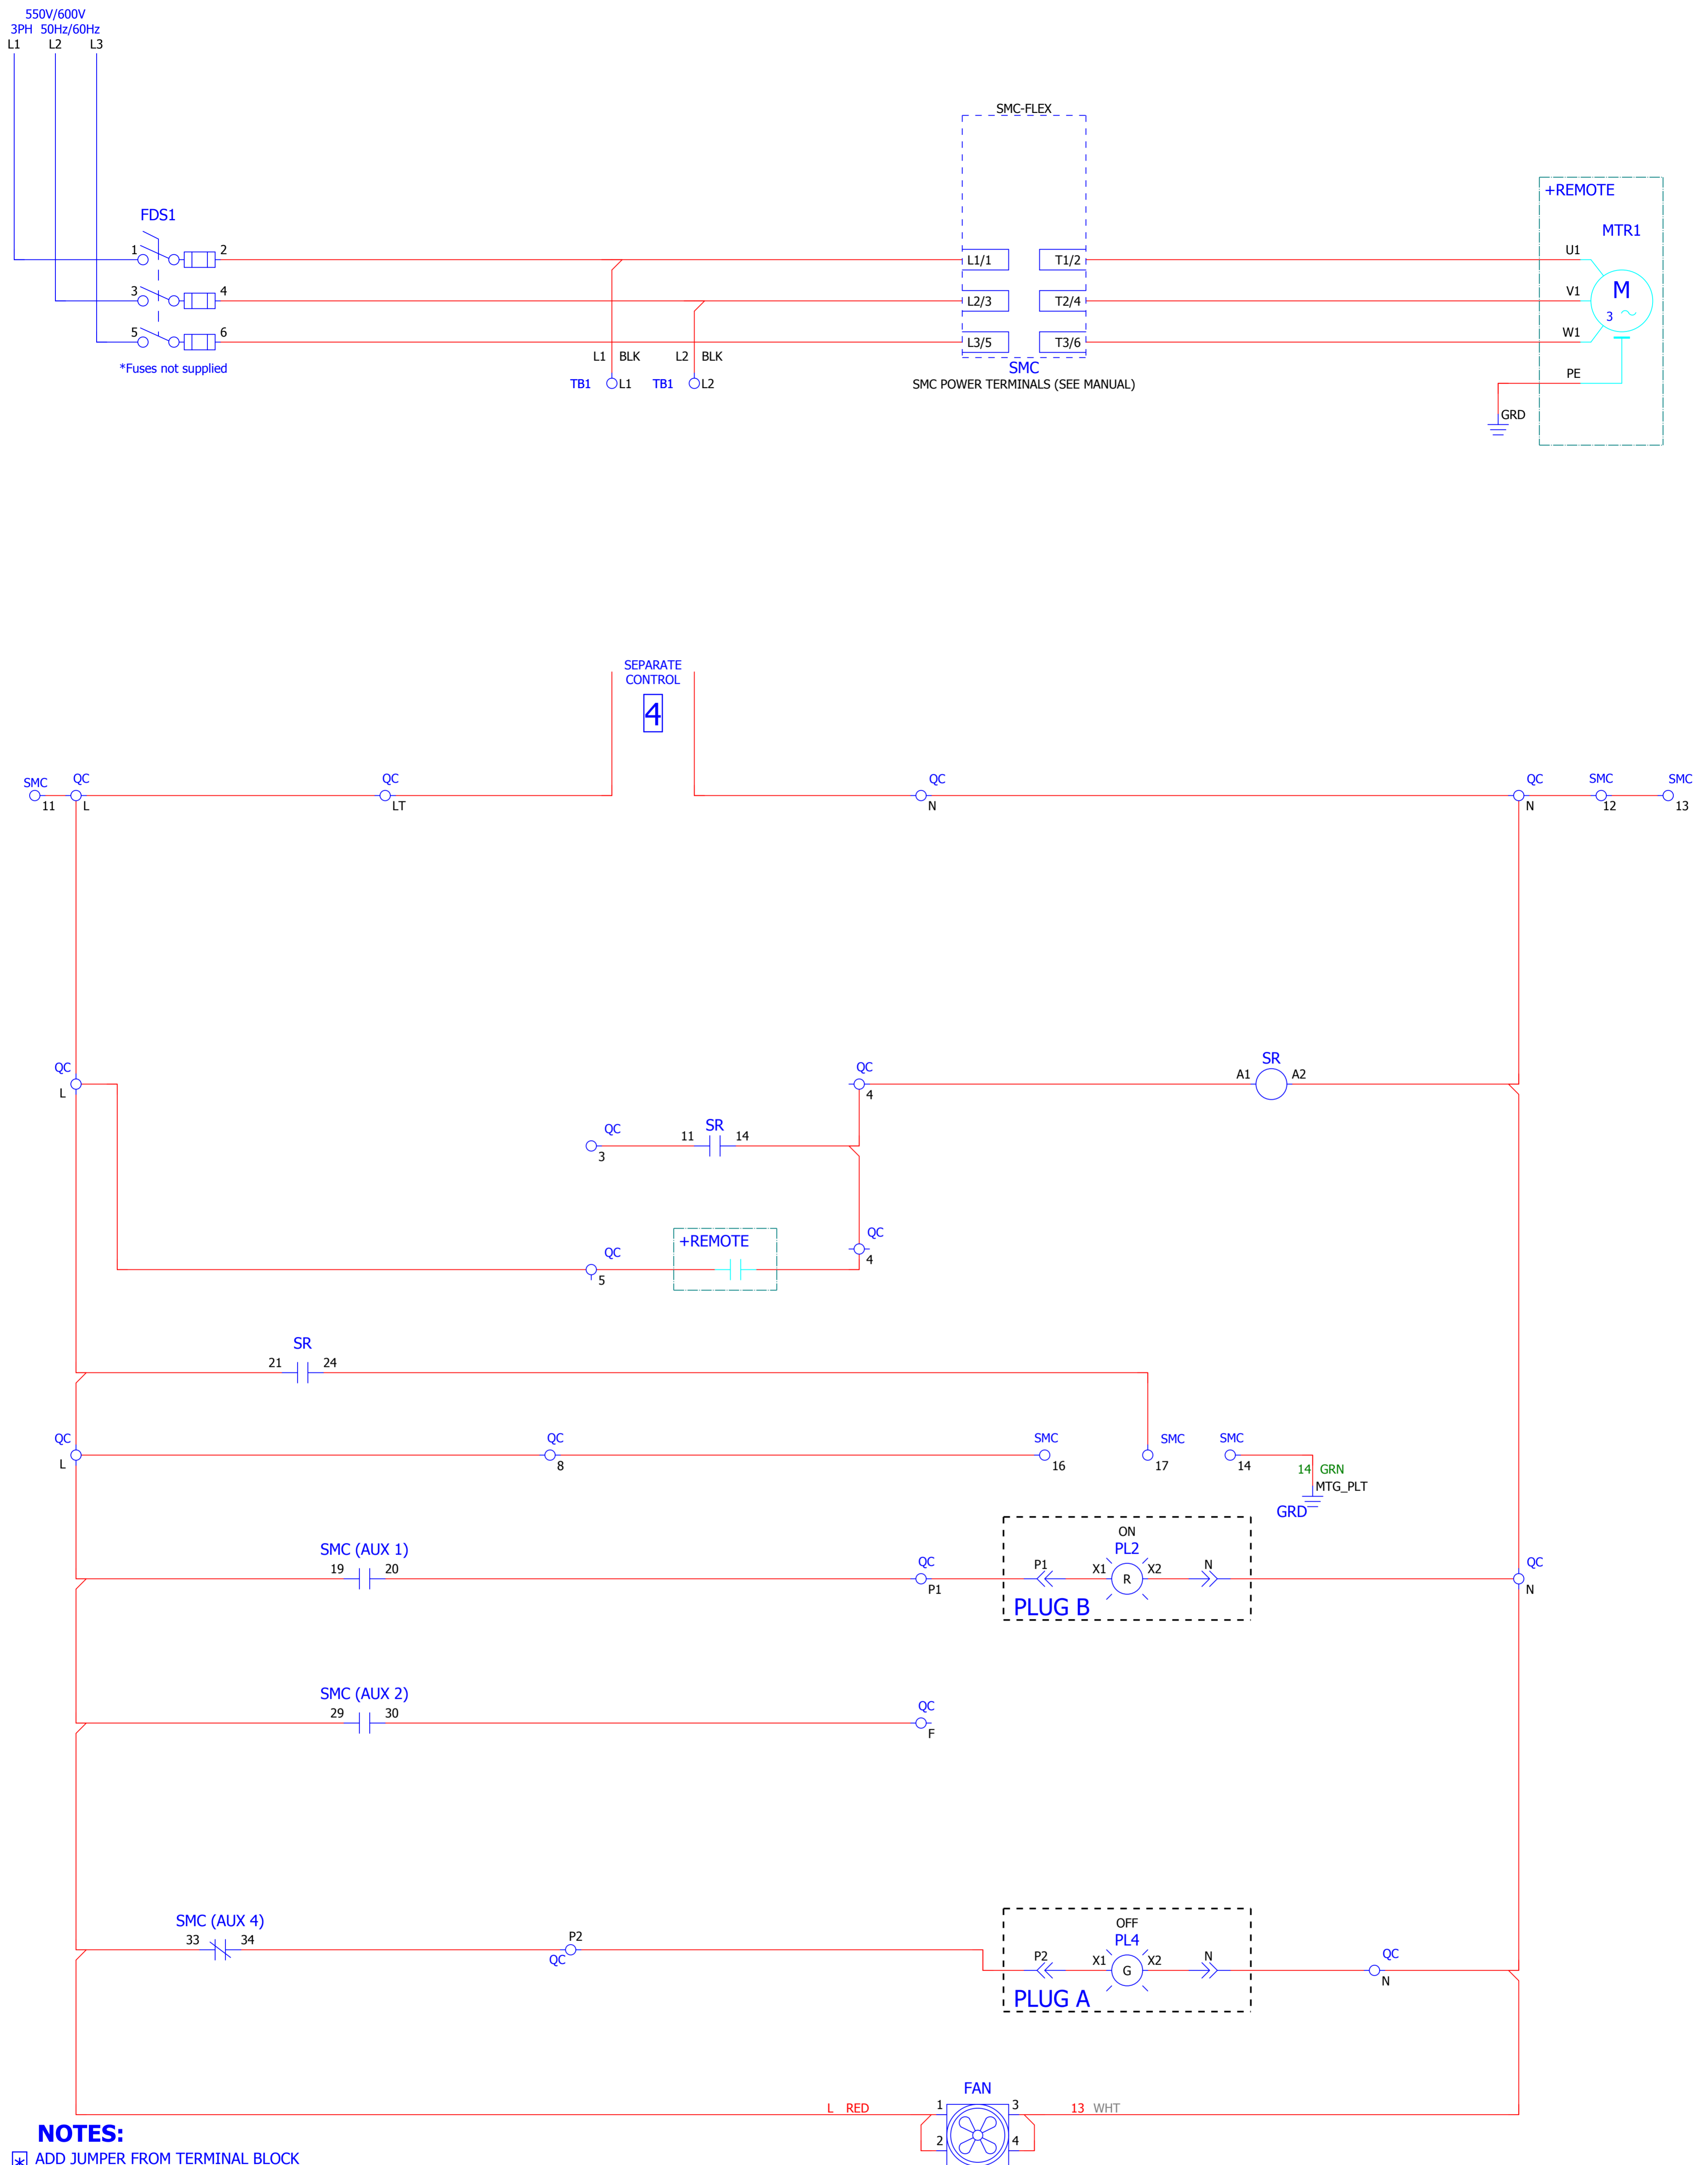 550V/600V
3PH 50Hz/60Hz
L1 L2 L3
SMC-FLEX
+REMOTE
FDS1
MTR1
1 2
L1/1 T1/2
U1
3 4
L2/3 T2/4
V1
M
3
5 6
L3/5 T3/6
W1
*Fuses not supplied
L1 BLK L2 BLK
SMC
TB1 L1 TB1 L2
SMC POWER TERMINALS (SEE MANUAL)
PE
GRD
SEPARATE
CONTROL
4
SMC QC QC QC QC SMC SMC
11 L LT N N 12 13
QC QC SR
L 4 A1 A2
QC SR
3 11 14
QC +REMOTE QC
5 4
SR
21 24
QC QC SMC SMC SMC
L 8 16 17 14
14 GRN
MTG_PLT
GRD
ON
SMC (AUX 1) PL2
19 20 QC P1 X1 R X2 N QC
P1 N
PLUG B
SMC (AUX 2)
29 30 QC
F
OFF
SMC (AUX 4) PL4
33 34 P2
QC
P2 X1 G X2 N QC
N
PLUG A
FAN
L RED 1 3 13 WHT
2 4
NOTES:
* ADD JUMPER FROM TERMINAL BLOCK